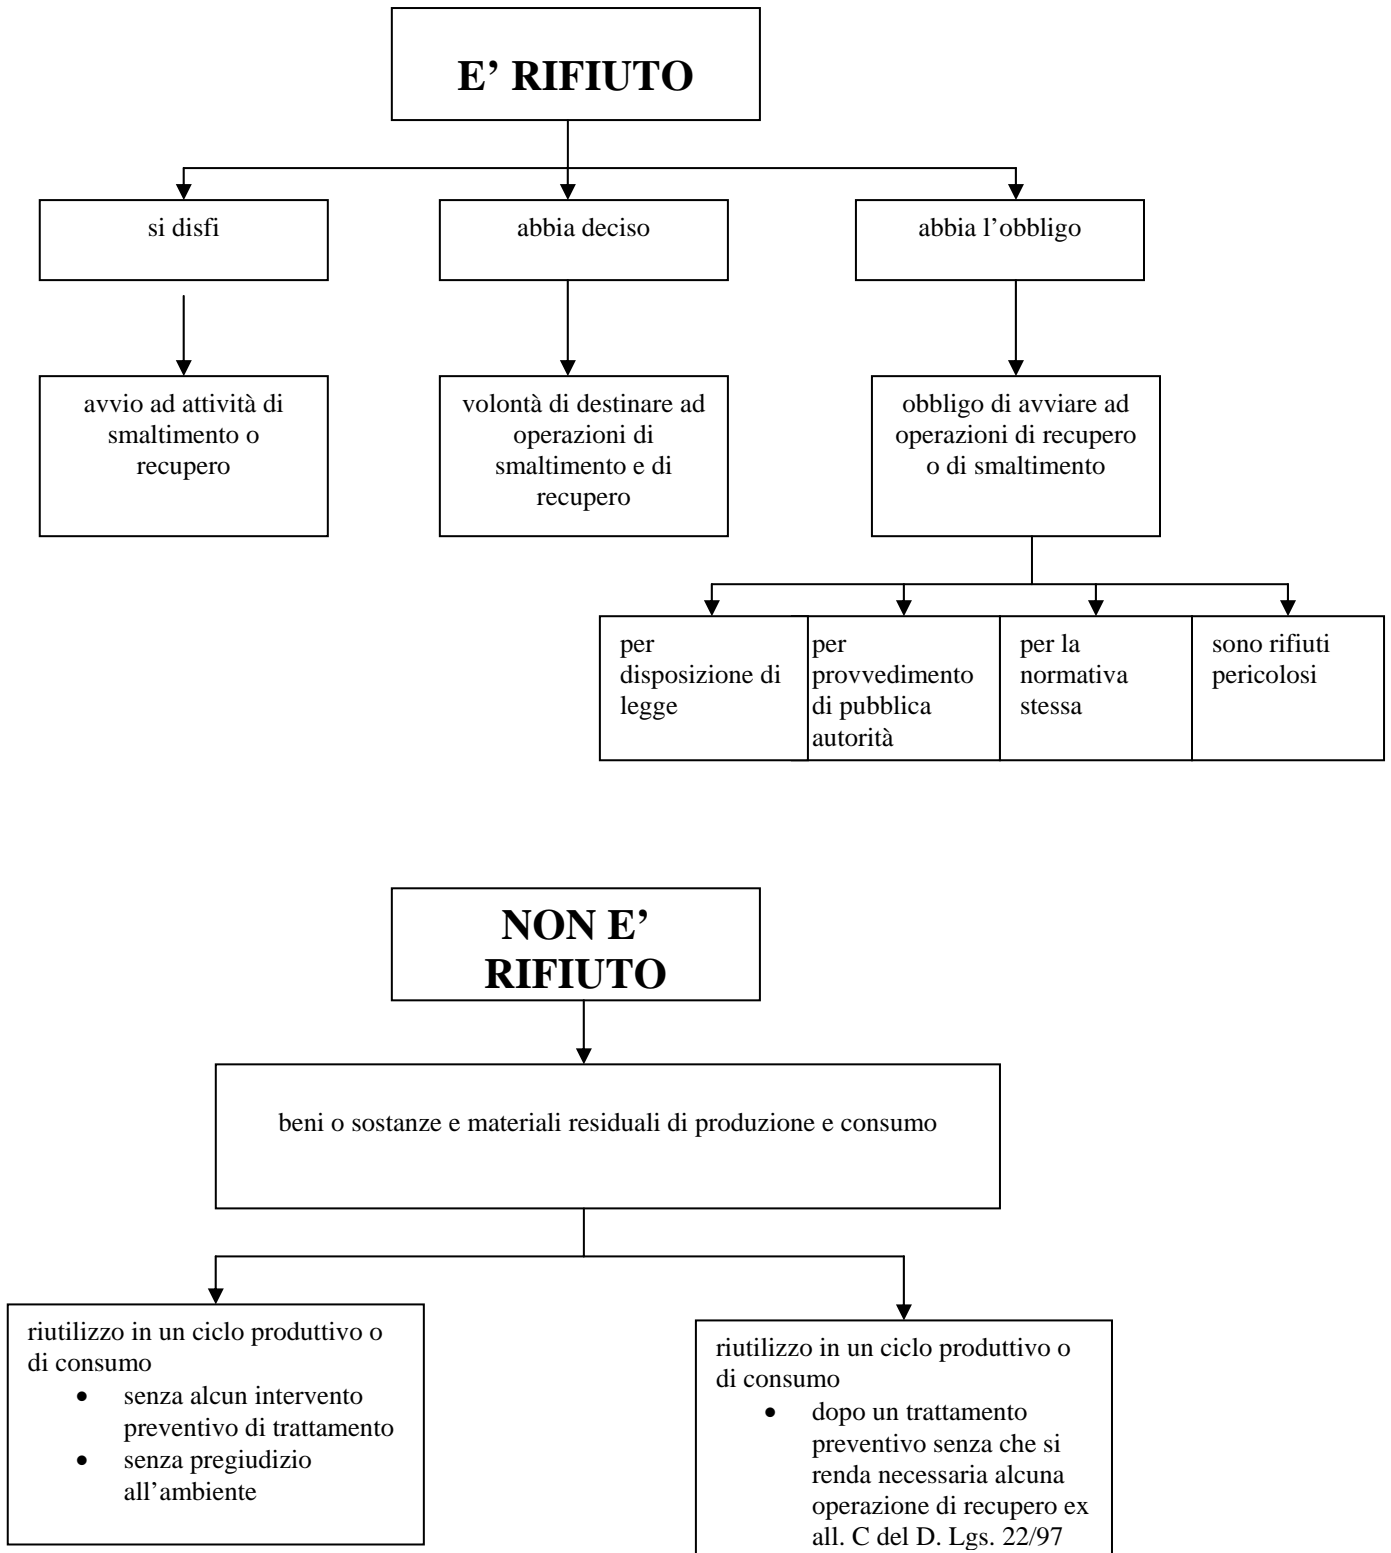 E’ RIFIUTO
si disfi
abbia deciso
abbia l’obbligo
avvio ad attività di
smaltimento o
recupero
volontà di destinare ad
operazioni di
smaltimento e di
recupero
obbligo di avviare ad
operazioni di recupero
o di smaltimento
per
disposizione di
legge
per
provvedimento
di pubblica
autorità
per la
normativa
stessa
sono rifiuti
pericolosi
NON E’
RIFIUTO
beni o sostanze e materiali residuali di produzione e consumo
riutilizzo in un ciclo produttivo o
di consumo
• senza alcun intervento
preventivo di trattamento
• senza pregiudizio
all’ambiente
riutilizzo in un ciclo produttivo o
di consumo
• dopo un trattamento
preventivo senza che si
renda necessaria alcuna
operazione di recupero ex
all. C del D. Lgs. 22/97